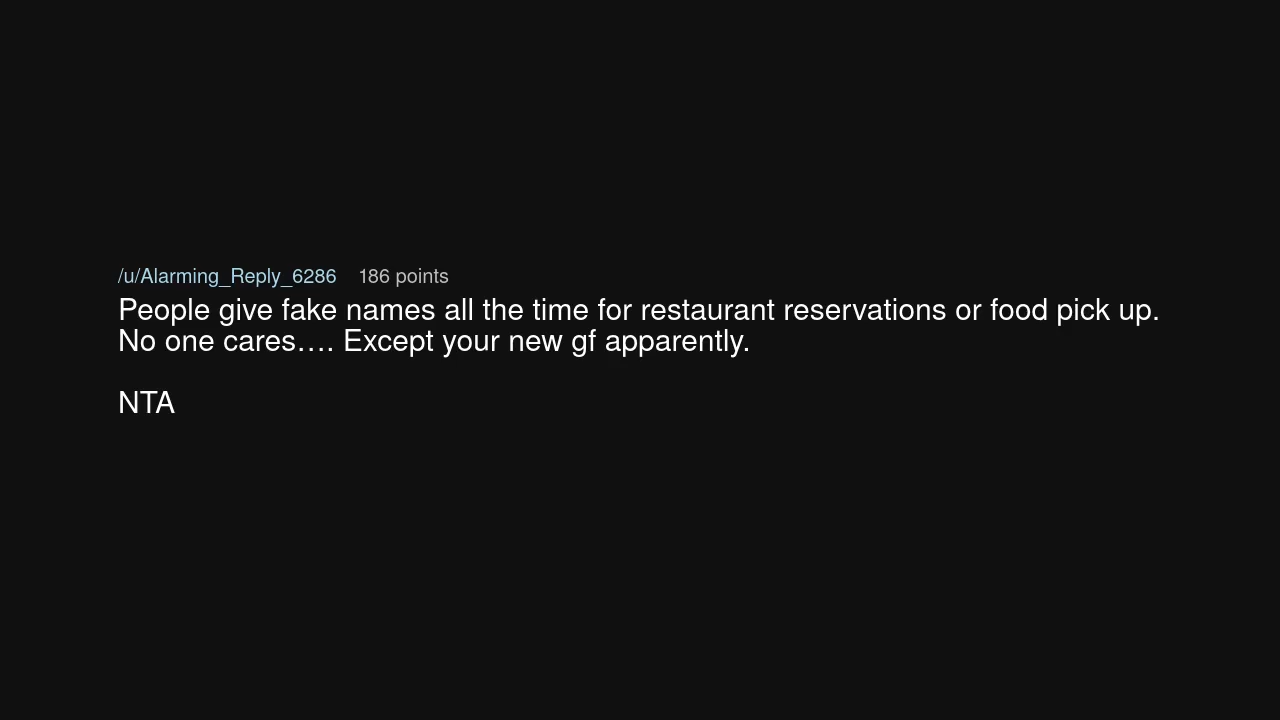 /u/Alarming_Reply_6286 186 points
People give fake names all the time for restaurant reservations or food pick up.
No one cares…. Except your new gf apparently.
NTA